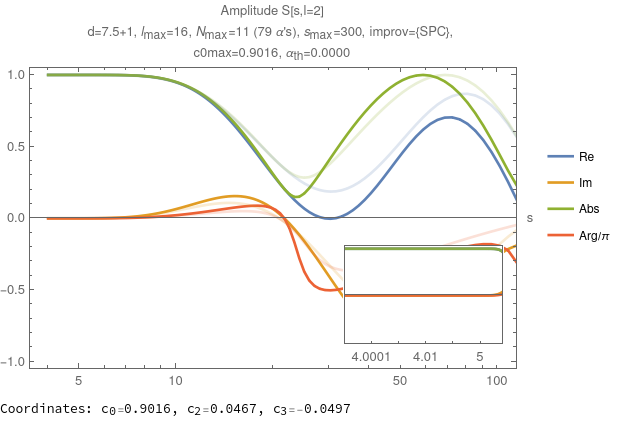 Amplitude S[s,l=2]
d=7.5+1, lmax=16, Nmax=11 (79 α's), smax=300, improv={SPC},
c0max=0.9016, αth=0.0000
1.0
0.5
0.0
−0.5
−1.0
s
Re
Im
Abs
Arg/π
4.0001 4.01 5
5 10 50 100
Coordinates: c0=0.9016, c2=0.0467, c3=-0.0497